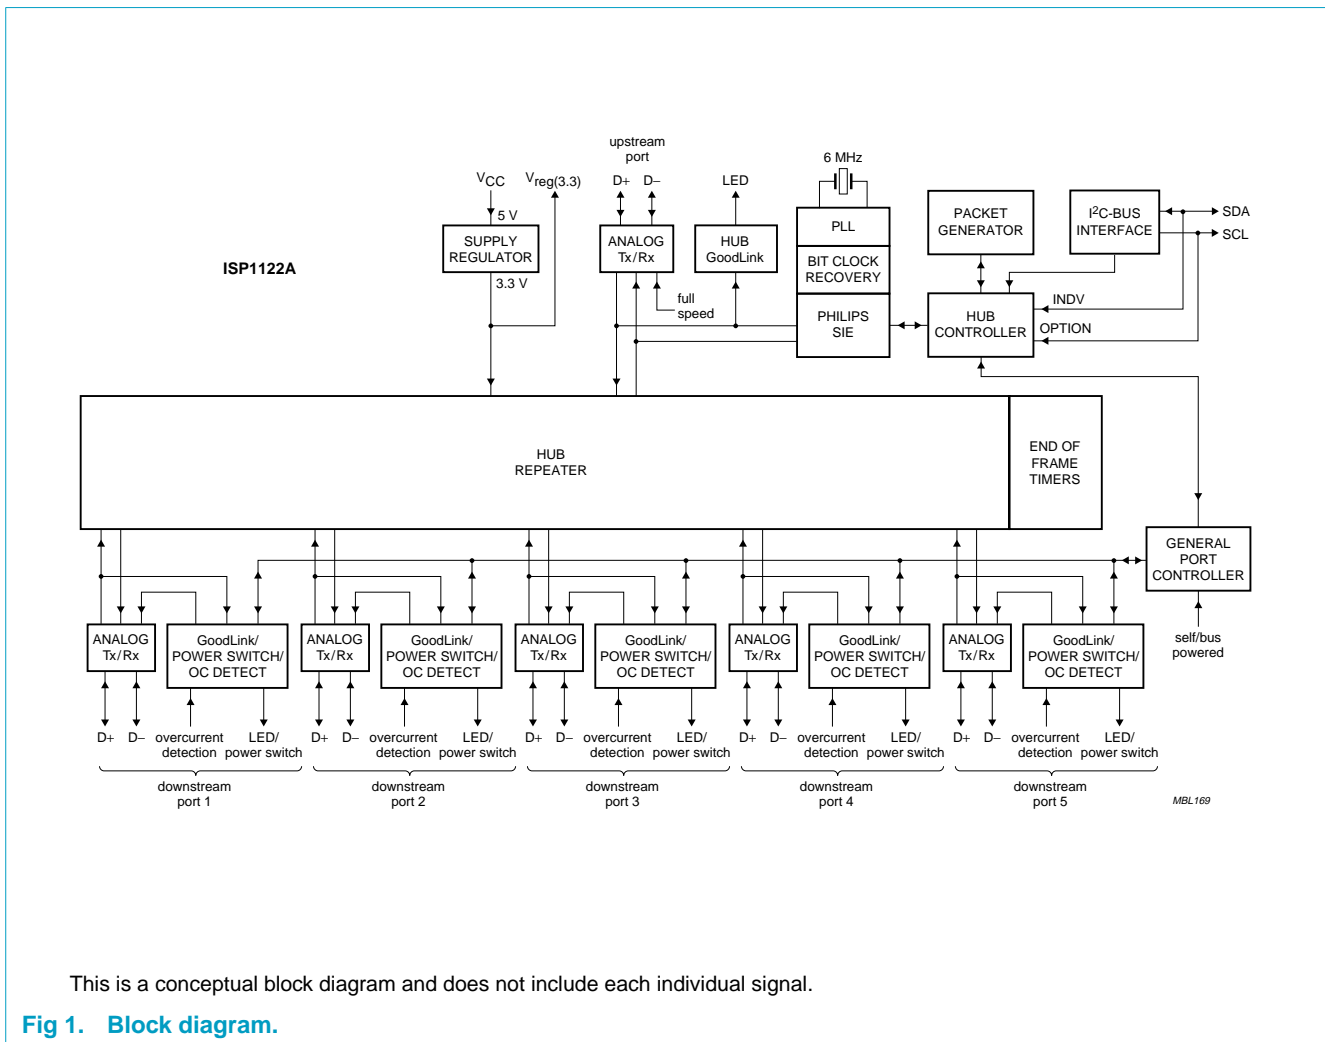 upstream
port
6 MHz
VCC
Vreg(3.3)
D+ D−
LED
5 V
SUPPLY
REGULATOR
3.3 V
ANALOG
Tx/Rx
HUB
GoodLink
PLL
BIT CLOCK
RECOVERY
PHILIPS
SIE
PACKET
GENERATOR
I2C-BUS
INTERFACE
SDA
SCL
ISP1122A
full
speed
HUB
CONTROLLER
INDV
OPTION
HUB
REPEATER
END OF
FRAME
TIMERS
GENERAL
PORT
CONTROLLER
self/bus
powered
ANALOG
Tx/Rx
GoodLink/
POWER SWITCH/
OC DETECT
D+ D−
overcurrent
detection
LED/
power switch
downstream
port 1
ANALOG
Tx/Rx
GoodLink/
POWER SWITCH/
OC DETECT
D+ D−
overcurrent
detection
LED/
power switch
downstream
port 2
ANALOG
Tx/Rx
GoodLink/
POWER SWITCH/
OC DETECT
D+ D−
overcurrent
detection
LED/
power switch
downstream
port 3
ANALOG
Tx/Rx
GoodLink/
POWER SWITCH/
OC DETECT
D+ D−
overcurrent
detection
LED/
power switch
downstream
port 4
ANALOG
Tx/Rx
GoodLink/
POWER SWITCH/
OC DETECT
D+ D−
overcurrent
detection
LED/
power switch
downstream
port 5
MBL169
This is a conceptual block diagram and does not include each individual signal.
Fig 1. Block diagram.